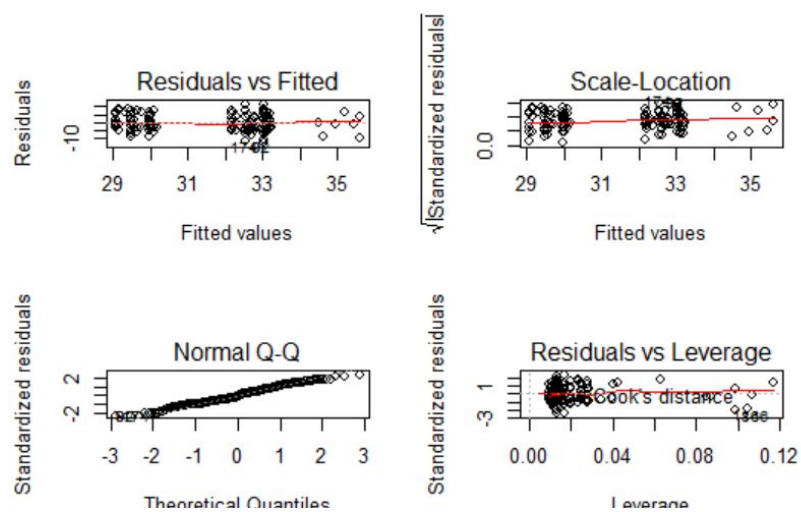 Residuals vs Fitted
Residuals
-10
29 31 33 35
Fitted values
Scale-Location
√|Standardized residuals|
0.0
29 31 33 35
Fitted values
Normal Q-Q
Standardized residuals
2
-2
-3 -2 -1 0 1 2 3
Theoretical Quantiles
Residuals vs Leverage
Standardized residuals
1
-3
Cook's distance
0.00 0.04 0.08 0.12
Leverage